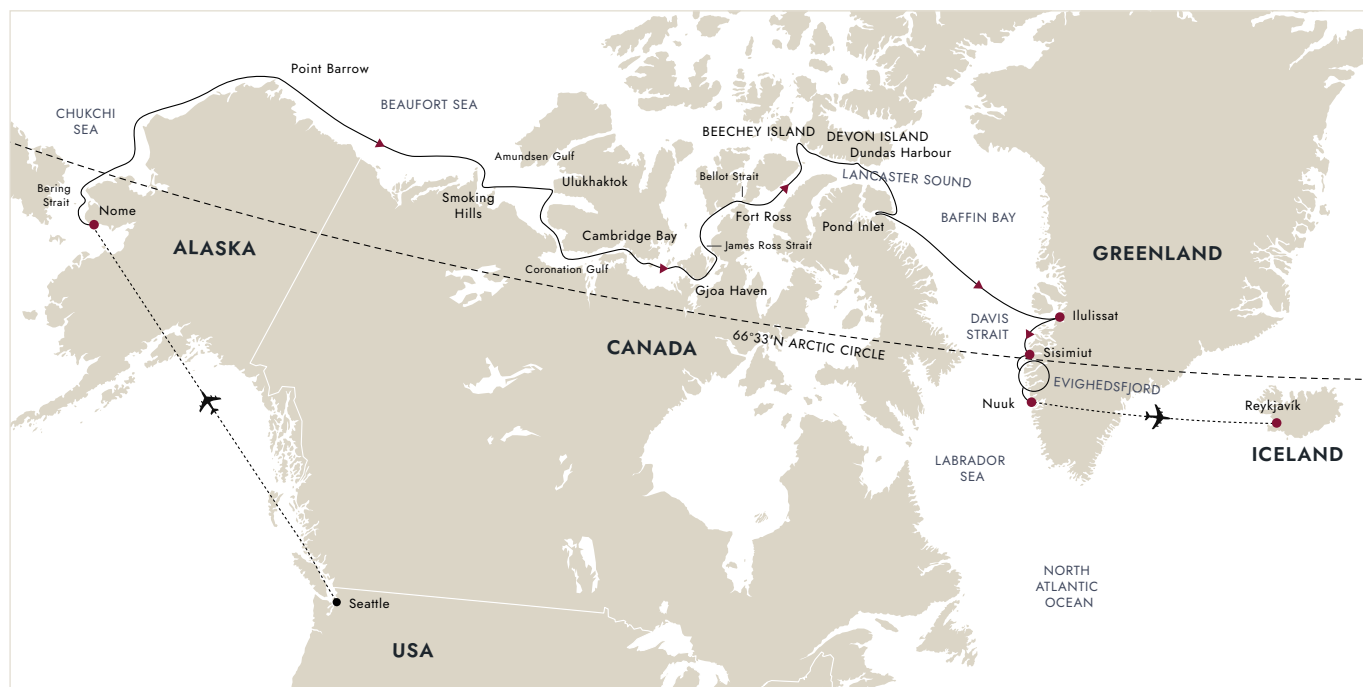 Point Barrow
BEAUFORT SEA
CHUKCHI
SEA
BEECHEY ISLAND
DEVON ISLAND
Dundas Harbour
Amundsen Gulf
Ulukhaktok
Bellot Strait
LANCASTER SOUND
Bering
Strait
Nome
Smoking
Hills
Fort Ross
Pond Inlet
BAFFIN BAY
ALASKA
Cambridge Bay
James Ross Strait
GREENLAND
Coronation Gulf
Gjoa Haven
DAVIS
STRAIT
Ilulissat
CANADA
66°33'N ARCTIC CIRCLE
Sisimiut
EVIGHEDSFJORD
Nuuk
Reykjavík
ICELAND
LABRADOR
SEA
NORTH
ATLANTIC
OCEAN
Seattle
USA